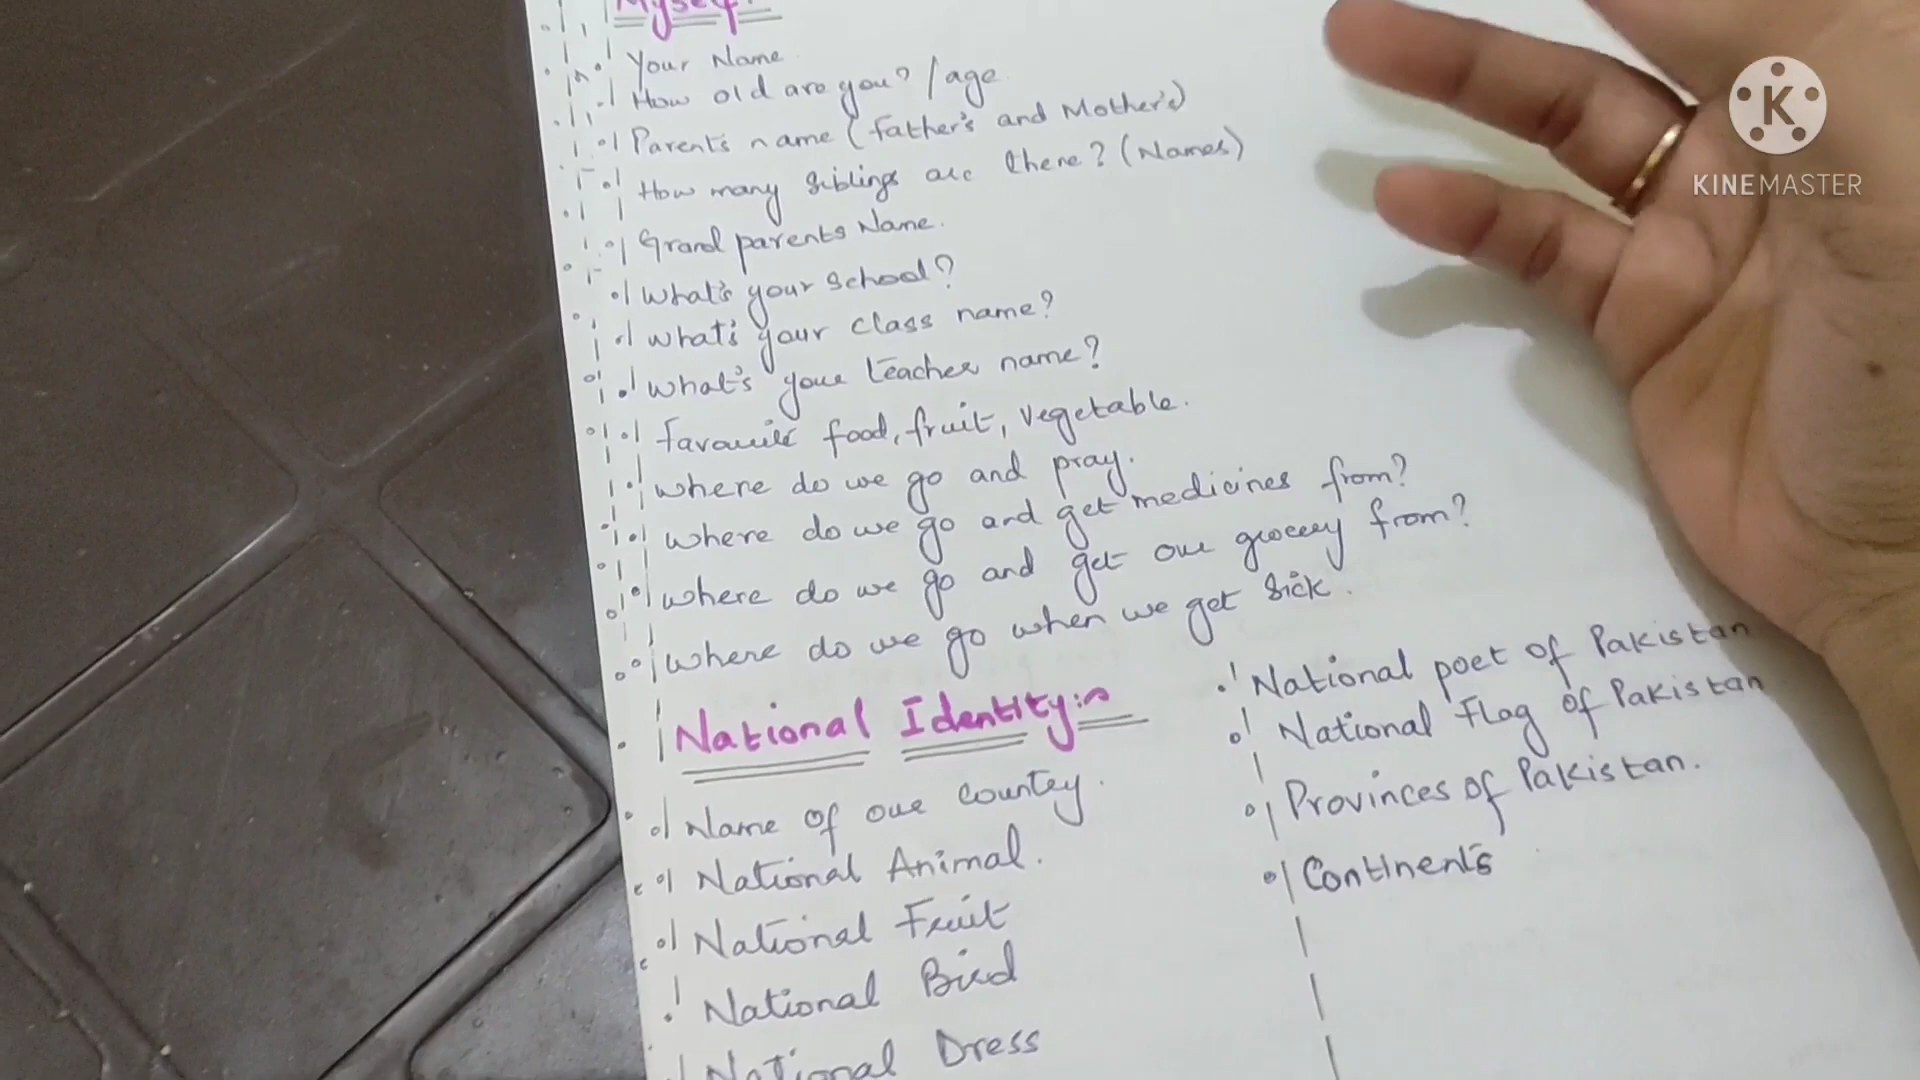 Myself:
Your Name
How old are you? / age
Parent's name (Father's and Mother's)
How many siblings are there? (Names)
Grand parents Name.
What's your school?
What's your class name?
What's your teacher name?
Favourite food, fruit, vegetable.
where do we go and pray.
where do we go and get medicines from?
where do we go and get our grocery from?
where do we go when we get sick.
National Identity:~
Name of our country.
National Animal.
National Fruit
National Bird
National Dress
National poet of Pakistan
National Flag of Pakistan
Provinces of Pakistan.
Continents
K
KINEMASTER